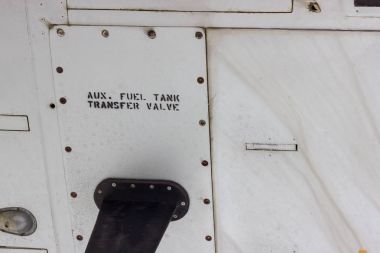 AUX. FUEL TANK
TRANSFER VALVE